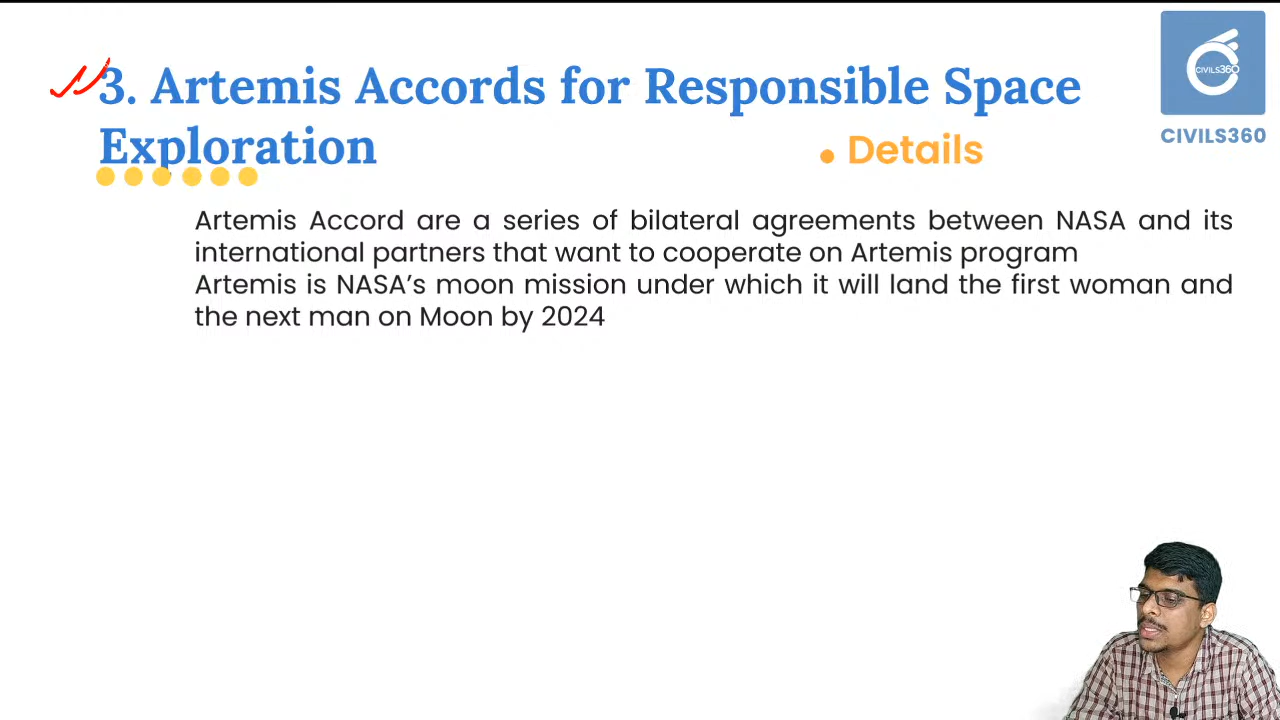 3. Artemis Accords for Responsible Space
Exploration
• Details
CIVILS360
CIVILS360
Artemis Accord are a series of bilateral agreements between NASA and its
international partners that want to cooperate on Artemis program
Artemis is NASA’s moon mission under which it will land the first woman and
the next man on Moon by 2024